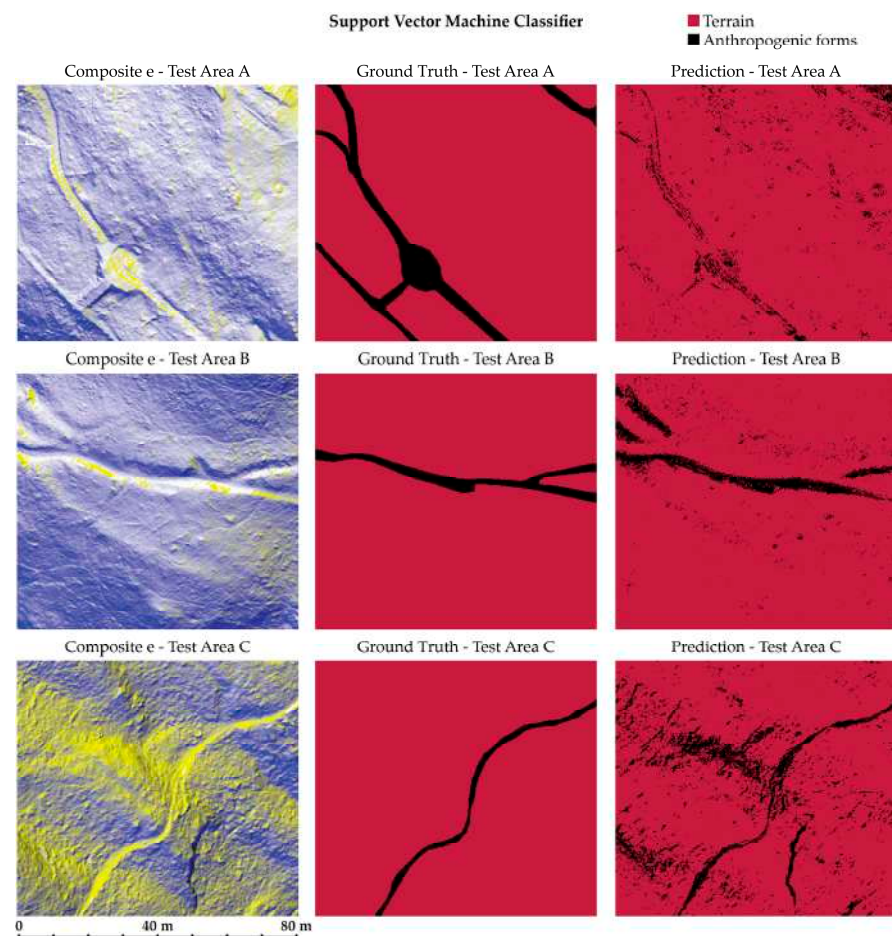 Support Vector Machine Classifier
Terrain
Anthropogenic forms
Composite e - Test Area A
Ground Truth - Test Area A
Prediction - Test Area A
Composite e - Test Area B
Ground Truth - Test Area B
Prediction - Test Area B
Composite e - Test Area C
Ground Truth - Test Area C
Prediction - Test Area C
0 40 m 80 m